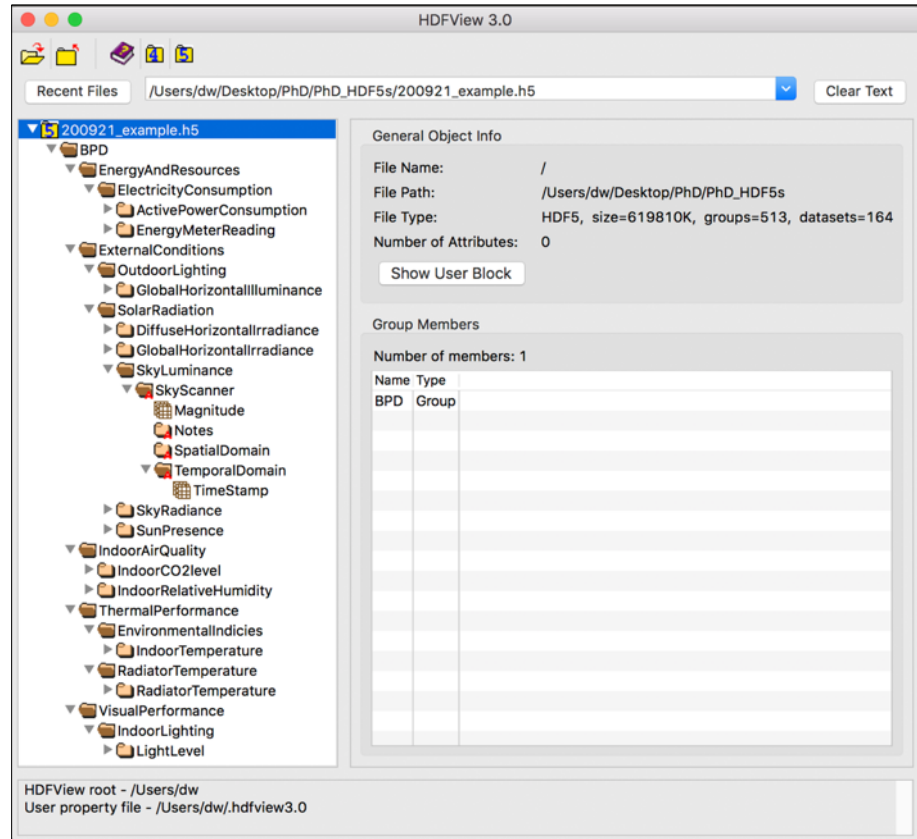 HDFView 3.0
4 5
Recent Files /Users/dw/Desktop/PhD/PhD_HDF5s/200921_example.h5 Clear Text
5 200921_example.h5
BPD
EnergyAndResources
ElectricityConsumption
ActivePowerConsumption
EnergyMeterReading
ExternalConditions
OutdoorLighting
GlobalHorizontalIlluminance
SolarRadiation
DiffuseHorizontalIrradiance
GlobalHorizontalIrradiance
SkyLuminance
SkyScanner
Magnitude
Notes
SpatialDomain
TemporalDomain
TimeStamp
SkyRadiance
SunPresence
IndoorAirQuality
IndoorCO2level
IndoorRelativeHumidity
ThermalPerformance
EnvironmentalIndicies
IndoorTemperature
RadiatorTemperature
RadiatorTemperature
VisualPerformance
IndoorLighting
LightLevel
General Object Info
File Name: /
File Path: /Users/dw/Desktop/PhD/PhD_HDF5s
File Type: HDF5, size=619810K, groups=513, datasets=164
Number of Attributes: 0
Show User Block
Group Members
Number of members: 1
Name Type
BPD Group
HDFView root - /Users/dw
User property file - /Users/dw/.hdfview3.0